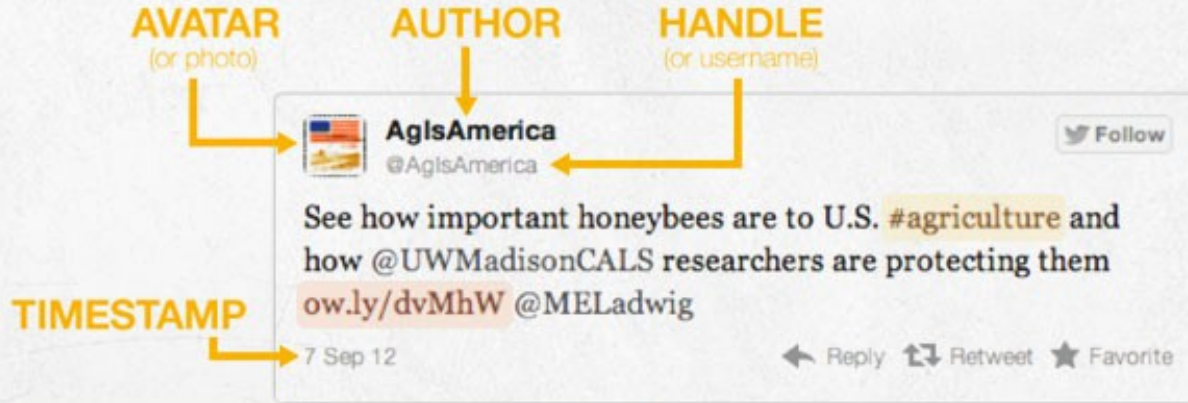 AVATAR AUTHOR HANDLE
(or photo) (or username)
AgIsAmerica Follow
@AgIsAmerica
See how important honeybees are to U.S. #agriculture and
how @UWMadisonCALS researchers are protecting them
ow.ly/dvMhW @MELadwig
TIMESTAMP
7 Sep 12 Reply Retweet Favorite